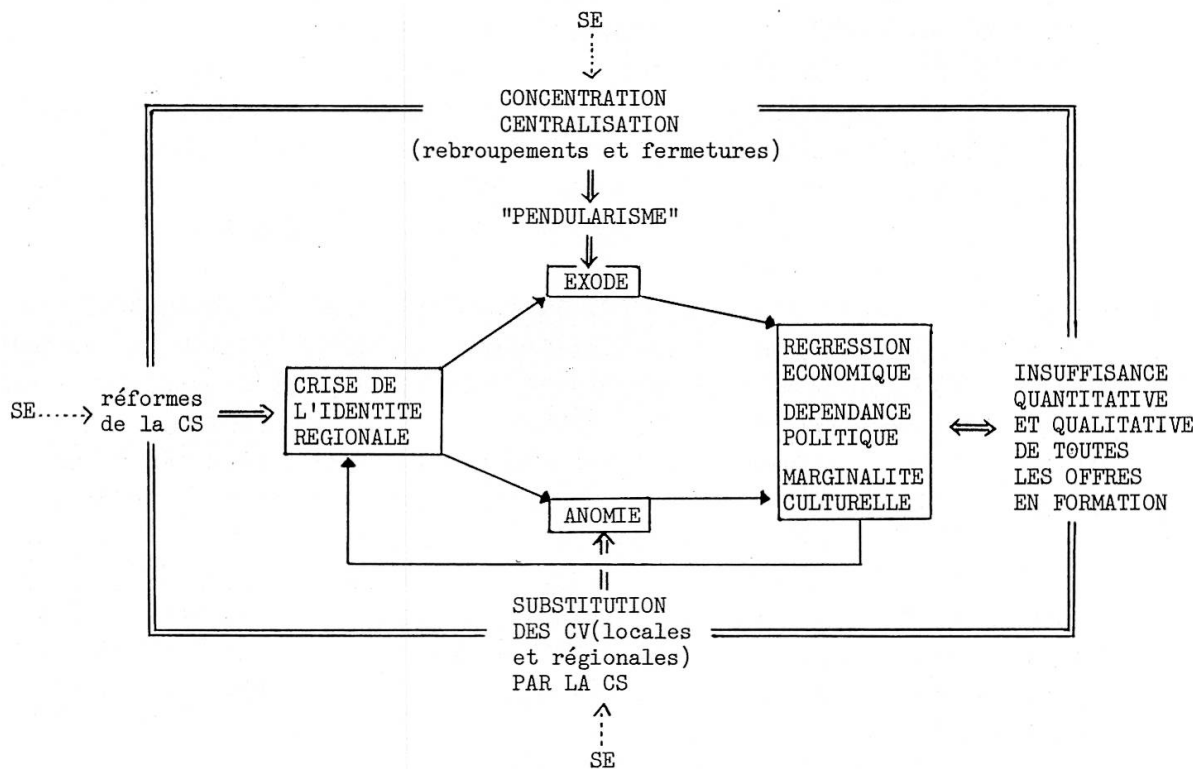 SE
CONCENTRATION
CENTRALISATION
(rebroupements et fermetures)
"PENDULARISME"
EXODE
SE
réformes
de la CS
CRISE DE
L'IDENTITE
REGIONALE
REGRESSION
ECONOMIQUE
DEPENDANCE
POLITIQUE
MARGINALITE
CULTURELLE
INSUFFISANCE
QUANTITATIVE
ET QUALITATIVE
DE TOUTES
LES OFFRES
EN FORMATION
ANOMIE
SUBSTITUTION
DES CV(locales
et régionales)
PAR LA CS
SE